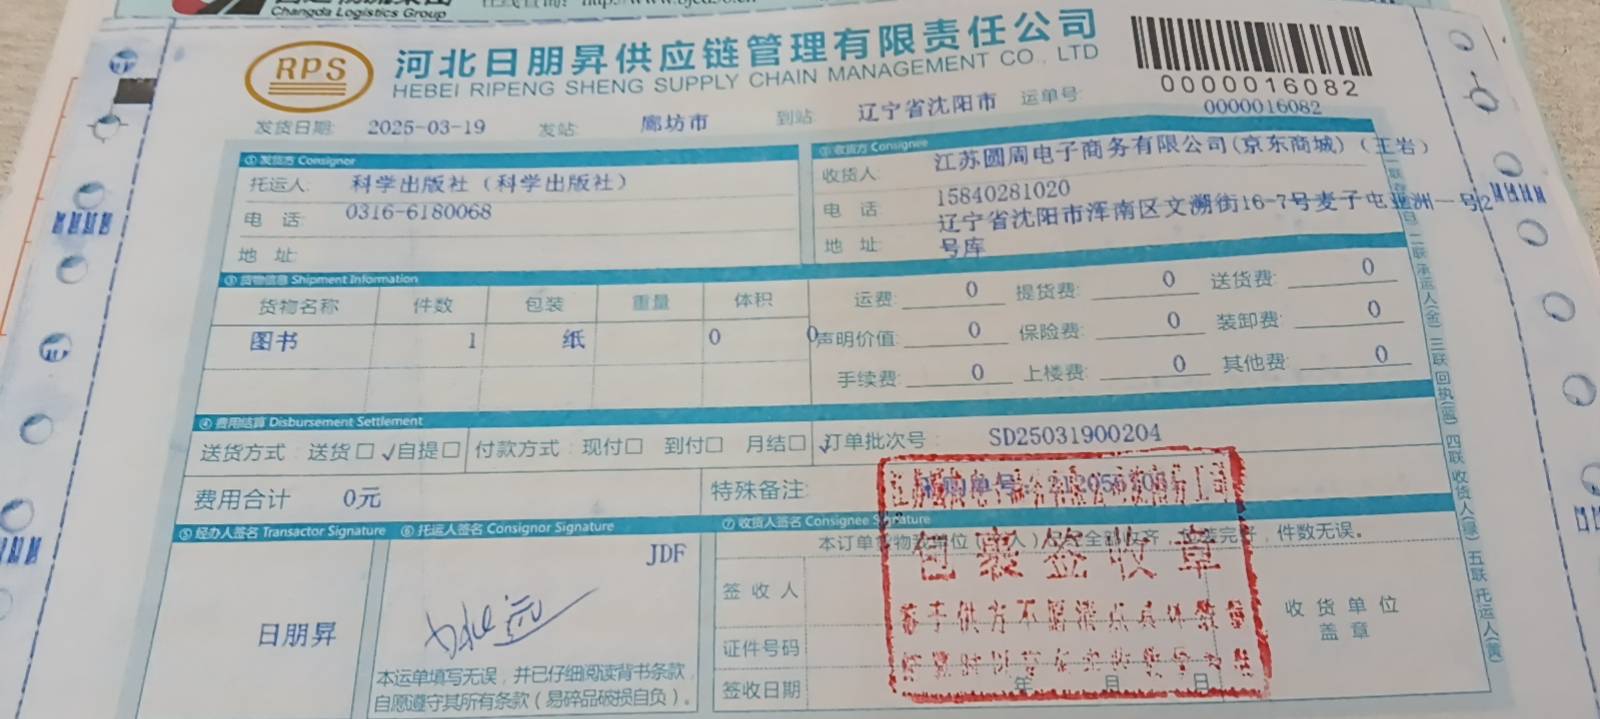 Changda Logistics Group
RPS
河北日朋昇供应链管理有限责任公司
HEBEI RIPENG SHENG SUPPLY CHAIN MANAGEMENT CO., LTD
0000016082
发货日期: 2025-03-19 发站: 廊坊市 到站: 辽宁省沈阳市 运单号: 0000016082
①发货方 Consignor
托运人: 科学出版社（科学出版社）
电 话: 0316-6180068
地 址:
②收货方 Consignee
收货人: 江苏圆周电子商务有限公司(京东商城)（王岩）
电 话: 15840281020
地 址: 辽宁省沈阳市浑南区文溯街16-7号麦子屯亚洲一号2
号库
③货物信息 Shipment Information
货物名称 件数 包装 重量 体积
图书 1 纸 0 0
运费: 0 提货费: 0 送货费: 0
声明价值: 0 保险费: 0 装卸费: 0
手续费: 0 上楼费: 0 其他费: 0
④费用结算 Disbursement Settlement
送货方式: 送货□ √自提□ 付款方式: 现付□ 到付□ 月结□ √订单批次号: SD25031900204
费用合计 0元 特殊备注: 采购单号:
⑤经办人签名 Transactor Signature
日朋昇
⑥托运人签名 Consignor Signature
JDF
本运单填写无误，并已仔细阅读背书条款，
自愿遵守其所有条款（易碎品破损自负）。
⑦收货人签名 Consignee Signature
件数无误。
包裹签收章
签收人
证件号码
签收日期 年 月 日
收货单位
盖章
二联承运人(金) 三联回执(蓝) 四联收货人(绿) 五联托运人(黄)